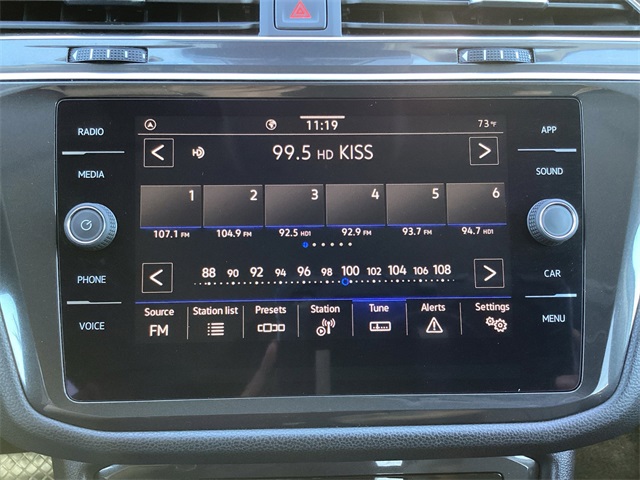 RADIO
MEDIA
PHONE
VOICE
11:19
73°F
99.5 HD KISS
1 2 3 4 5 6
107.1 FM 104.9 FM 92.5 HD1 92.9 FM 93.7 FM 94.7 HD1
88 90 92 94 96 98 100 102 104 106 108
Source Station list Presets Station Tune Alerts Settings
FM
APP
SOUND
CAR
MENU